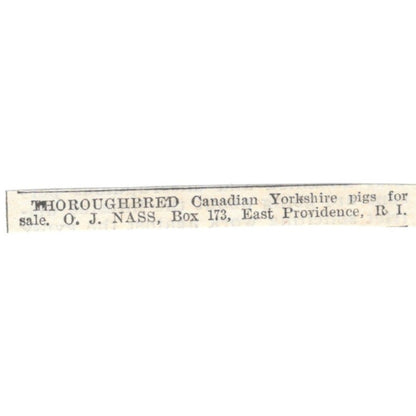 THOROUGHBRED Canadian Yorkshire pigs for
sale. O. J. NASS, Box 173, East Providence, R. I.